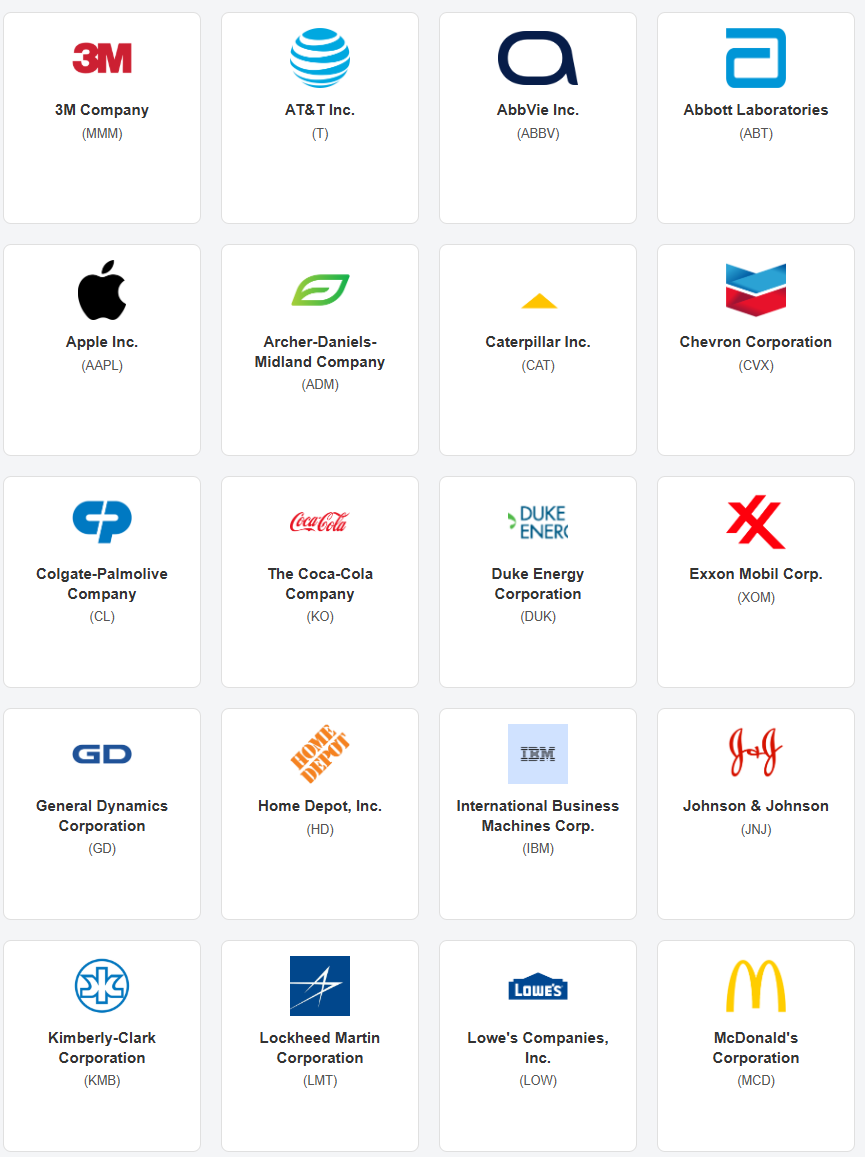 3M
3M Company
(MMM)
AT&T Inc.
(T)
AbbVie Inc.
(ABBV)
Abbott Laboratories
(ABT)
Apple Inc.
(AAPL)
Archer-Daniels-
Midland Company
(ADM)
Caterpillar Inc.
(CAT)
Chevron Corporation
(CVX)
Colgate-Palmolive
Company
(CL)
Coca-Cola
The Coca-Cola
Company
(KO)
DUKE
ENERG
Duke Energy
Corporation
(DUK)
Exxon Mobil Corp.
(XOM)
GD
General Dynamics
Corporation
(GD)
HOME
DEPOT
Home Depot, Inc.
(HD)
IBM
International Business
Machines Corp.
(IBM)
J&J
Johnson & Johnson
(JNJ)
Kimberly-Clark
Corporation
(KMB)
Lockheed Martin
Corporation
(LMT)
LOWE'S
Lowe's Companies,
Inc.
(LOW)
McDonald's
Corporation
(MCD)